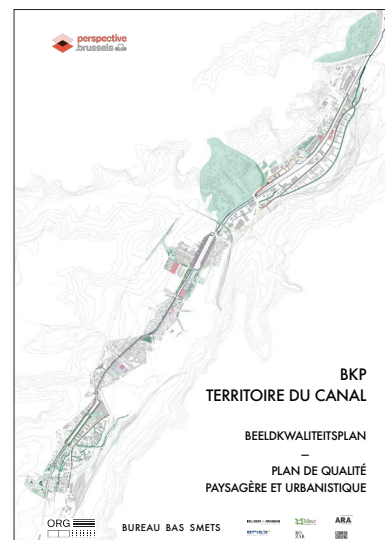 perspective
.brussels
BKP
TERRITOIRE DU CANAL
BEELDKWALITEITSPLAN
–
PLAN DE QUALITÉ
PAYSAGÈRE ET URBANISTIQUE
ORG
BUREAU BAS SMETS
ARA